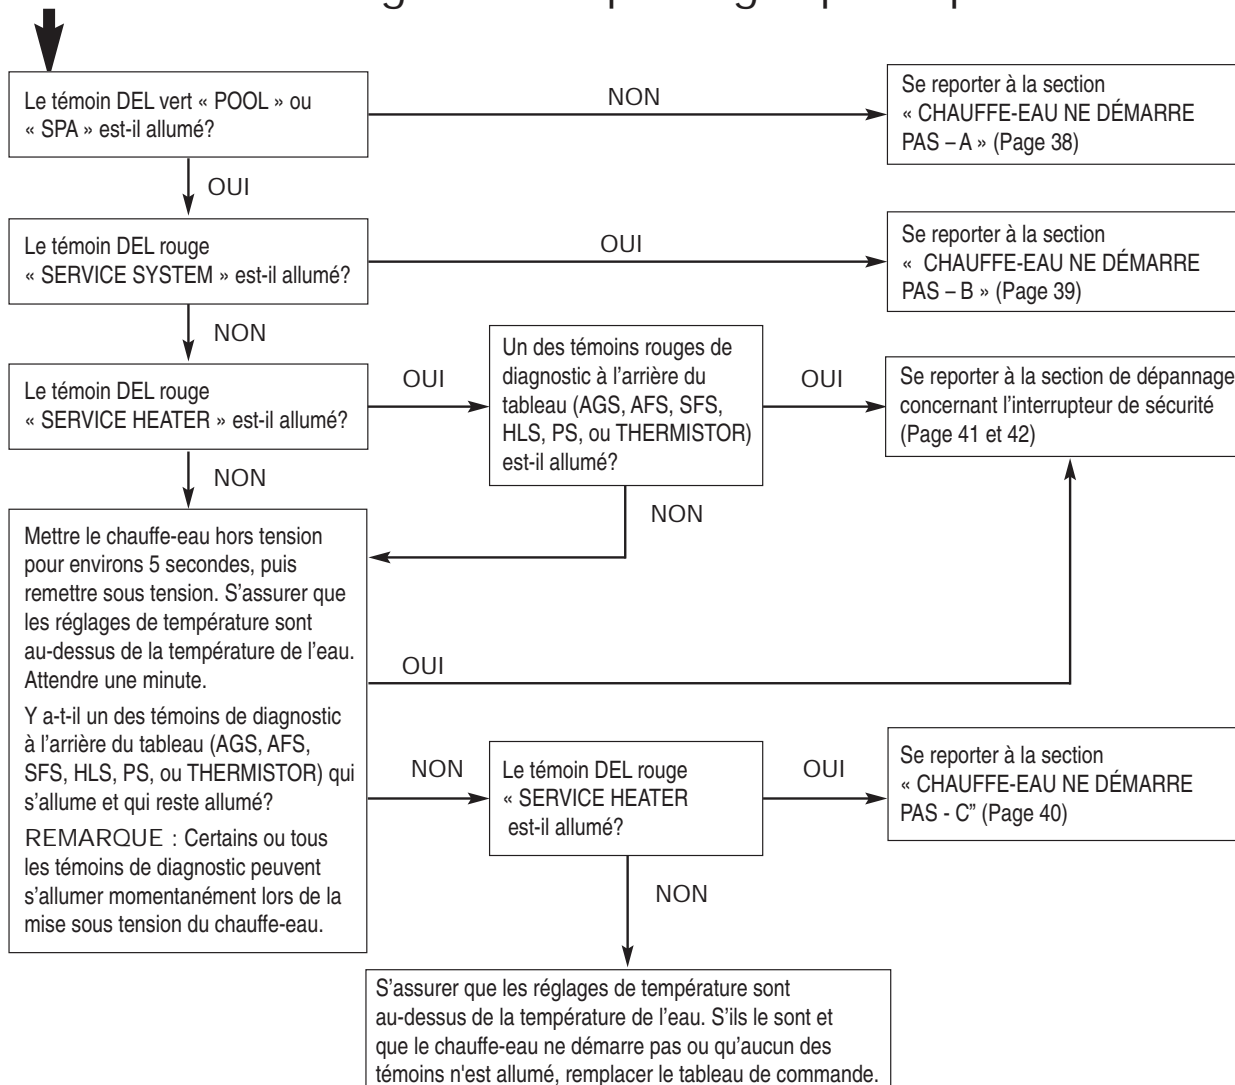 Le témoin DEL vert « POOL » ou
« SPA » est-il allumé?
NON
Se reporter à la section
« CHAUFFE-EAU NE DÉMARRE
PAS – A » (Page 38)
OUI
Le témoin DEL rouge
« SERVICE SYSTEM » est-il allumé?
OUI
Se reporter à la section
« CHAUFFE-EAU NE DÉMARRE
PAS – B » (Page 39)
NON
Le témoin DEL rouge
« SERVICE HEATER » est-il allumé?
OUI
Un des témoins rouges de
diagnostic à l’arrière du
tableau (AGS, AFS, SFS,
HLS, PS, ou THERMISTOR)
est-il allumé?
OUI
Se reporter à la section de dépannage
concernant l’interrupteur de sécurité
(Page 41 et 42)
NON
NON
Mettre le chauffe-eau hors tension
pour environs 5 secondes, puis
remettre sous tension. S’assurer que
les réglages de température sont
au-dessus de la température de l’eau.
Attendre une minute.
Y a-t-il un des témoins de diagnostic
à l’arrière du tableau (AGS, AFS,
SFS, HLS, PS, ou THERMISTOR) qui
s’allume et qui reste allumé?
REMARQUE : Certains ou tous
les témoins de diagnostic peuvent
s’allumer momentanément lors de la
mise sous tension du chauffe-eau.
OUI
NON
Le témoin DEL rouge
« SERVICE HEATER
est-il allumé?
OUI
Se reporter à la section
« CHAUFFE-EAU NE DÉMARRE
PAS - C” (Page 40)
NON
S’assurer que les réglages de température sont
au-dessus de la température de l’eau. S’ils le sont et
que le chauffe-eau ne démarre pas ou qu’aucun des
témoins n'est allumé, remplacer le tableau de commande.